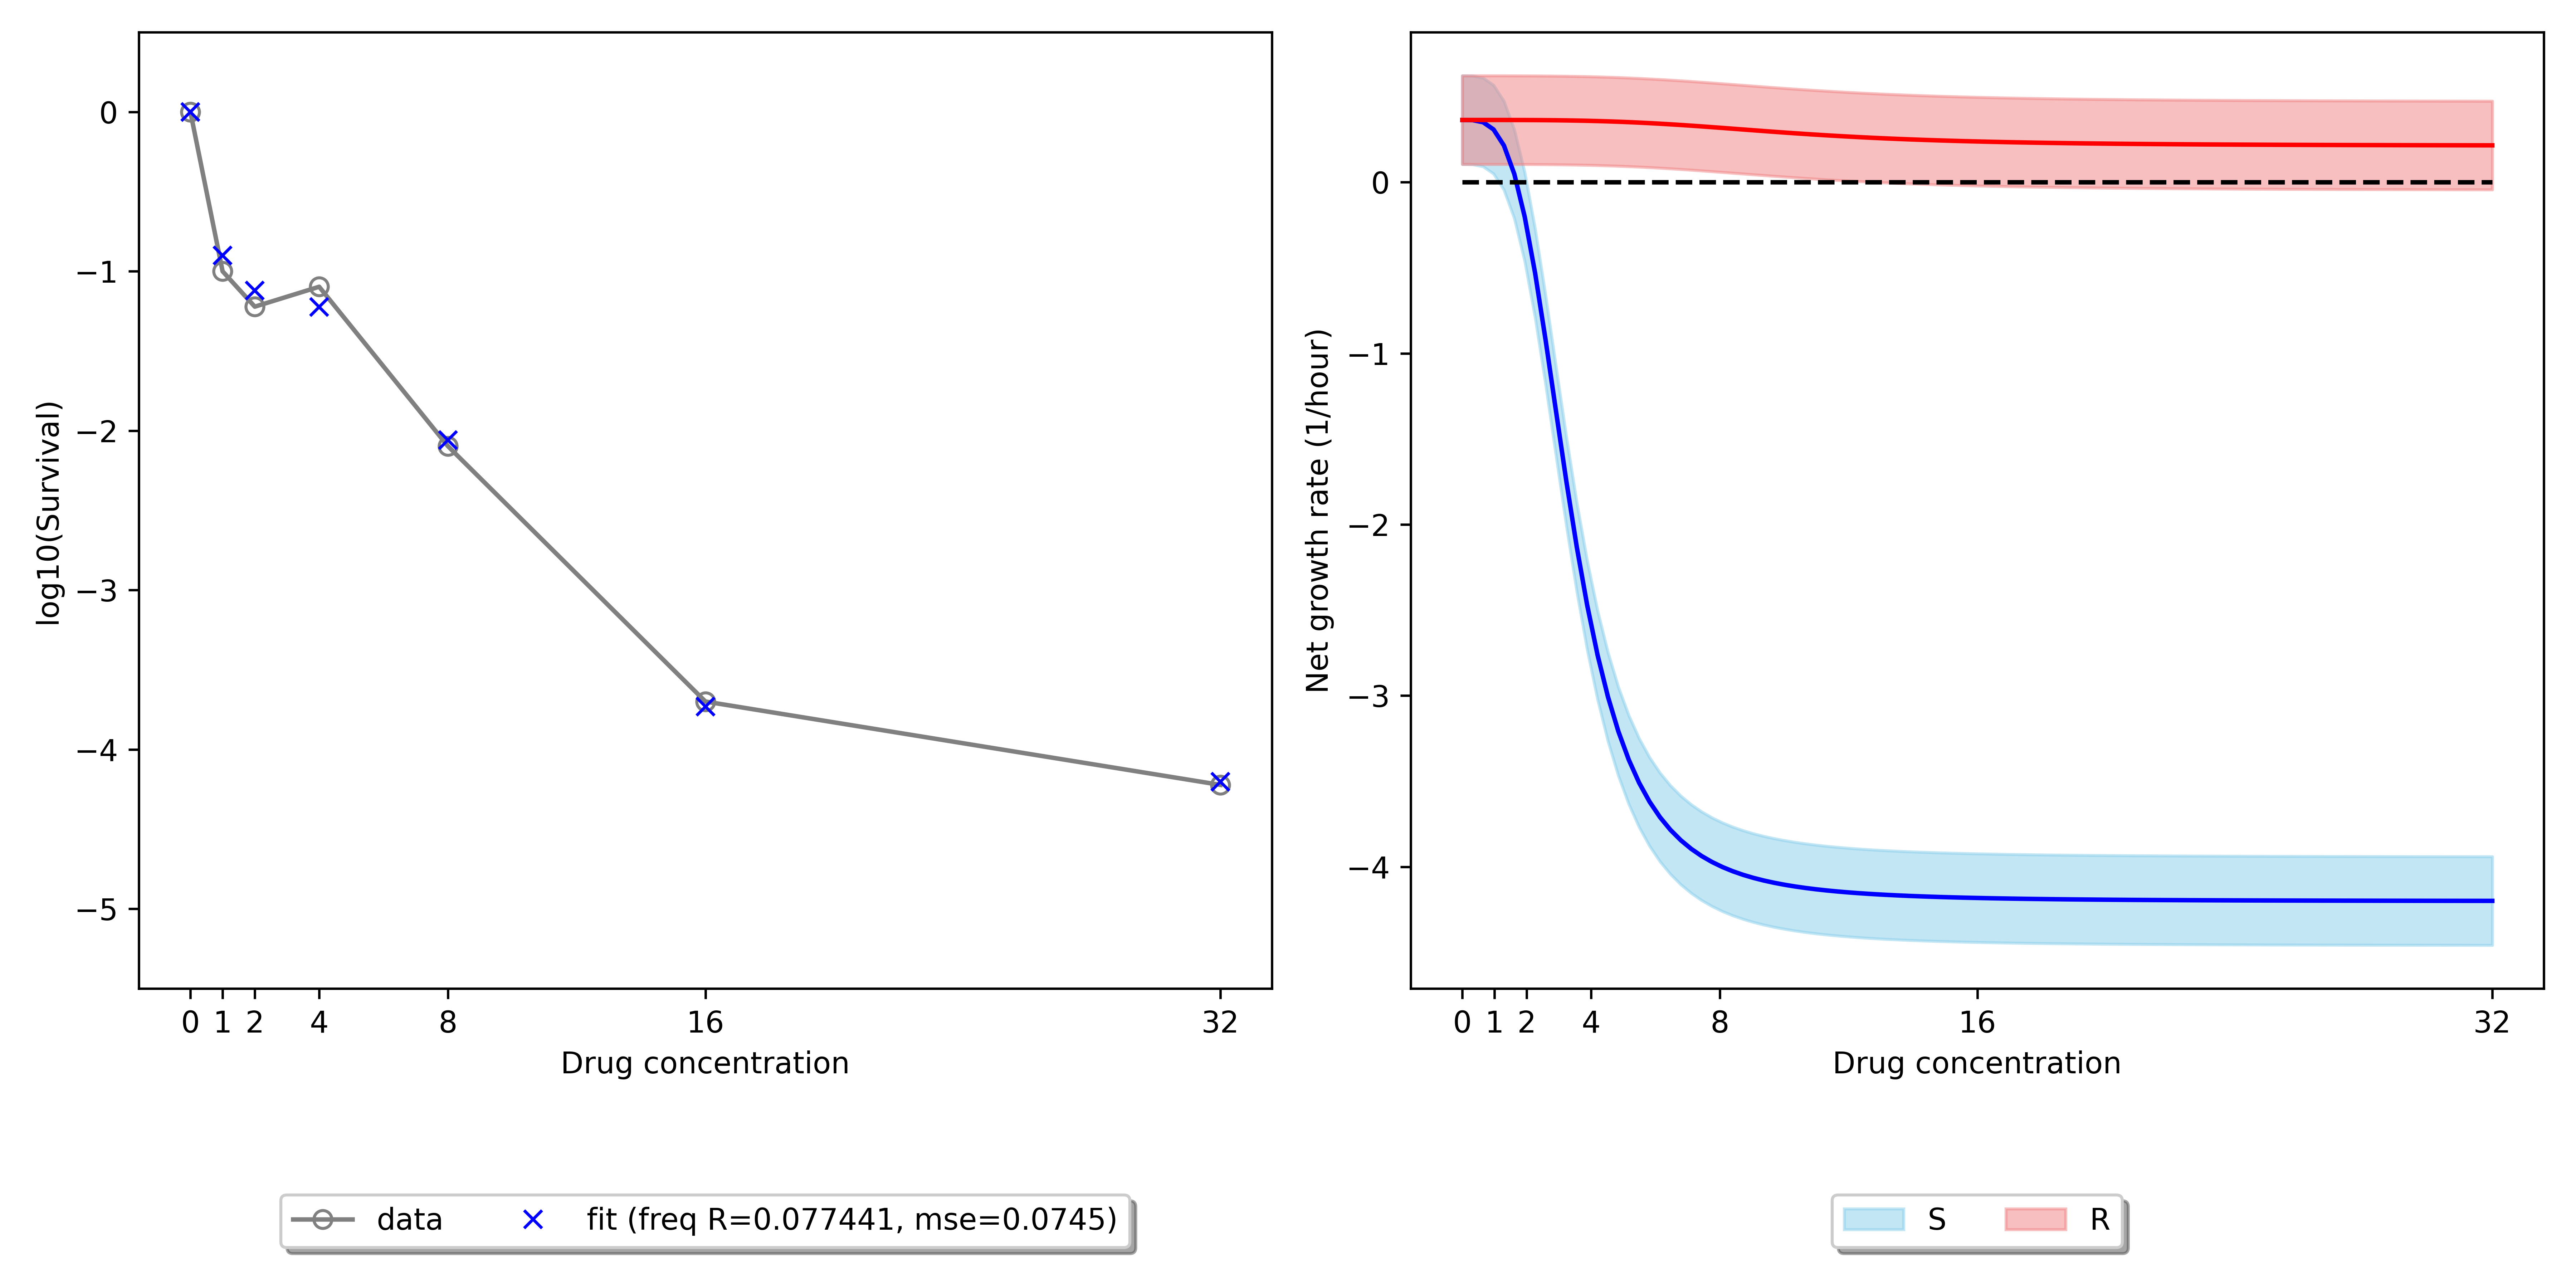 log10(Survival)
0
−1
−2
−3
−4
−5
0 1 2 4 8 16 32
Drug concentration
data fit (freq R=0.077441, mse=0.0745)
Net growth rate (1/hour)
0
−1
−2
−3
−4
0 1 2 4 8 16 32
Drug concentration
S R